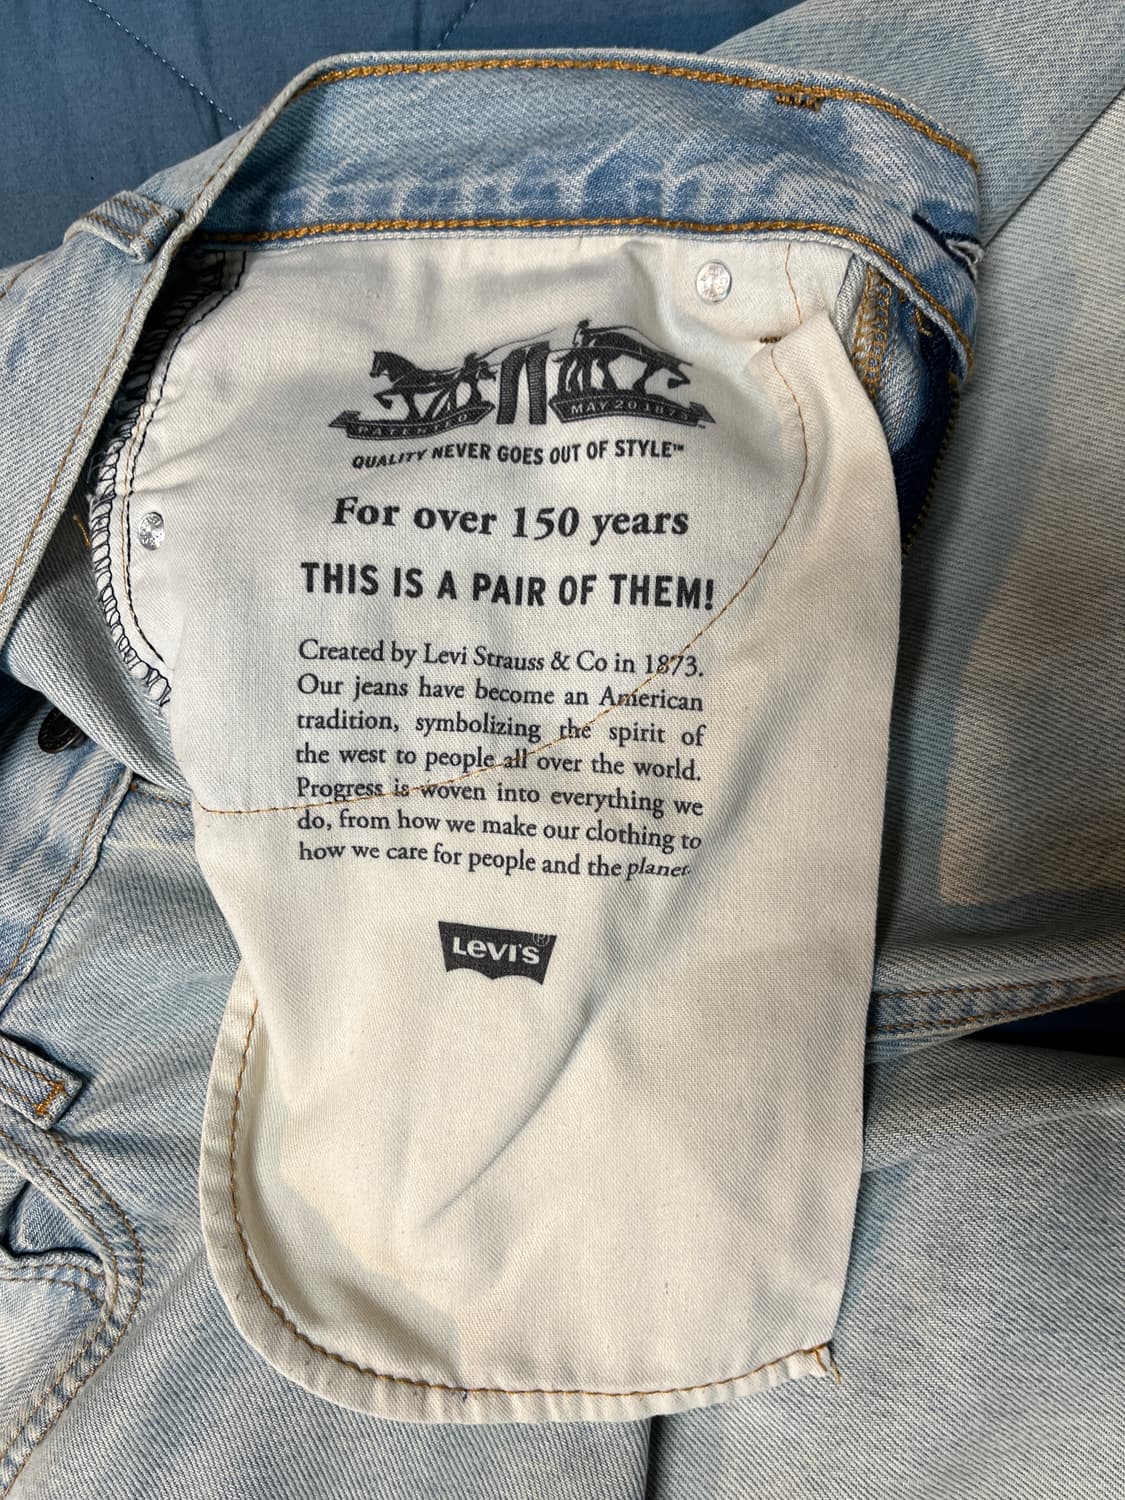 PATENTED
MAY 20 1873
QUALITY NEVER GOES OUT OF STYLE™
For over 150 years
THIS IS A PAIR OF THEM!
Created by Levi Strauss & Co in 1873.
Our jeans have become an American
tradition, symbolizing the spirit of
the west to people all over the world.
Progress is woven into everything we
do, from how we make our clothing to
how we care for people and the planet.
LEVI'S®